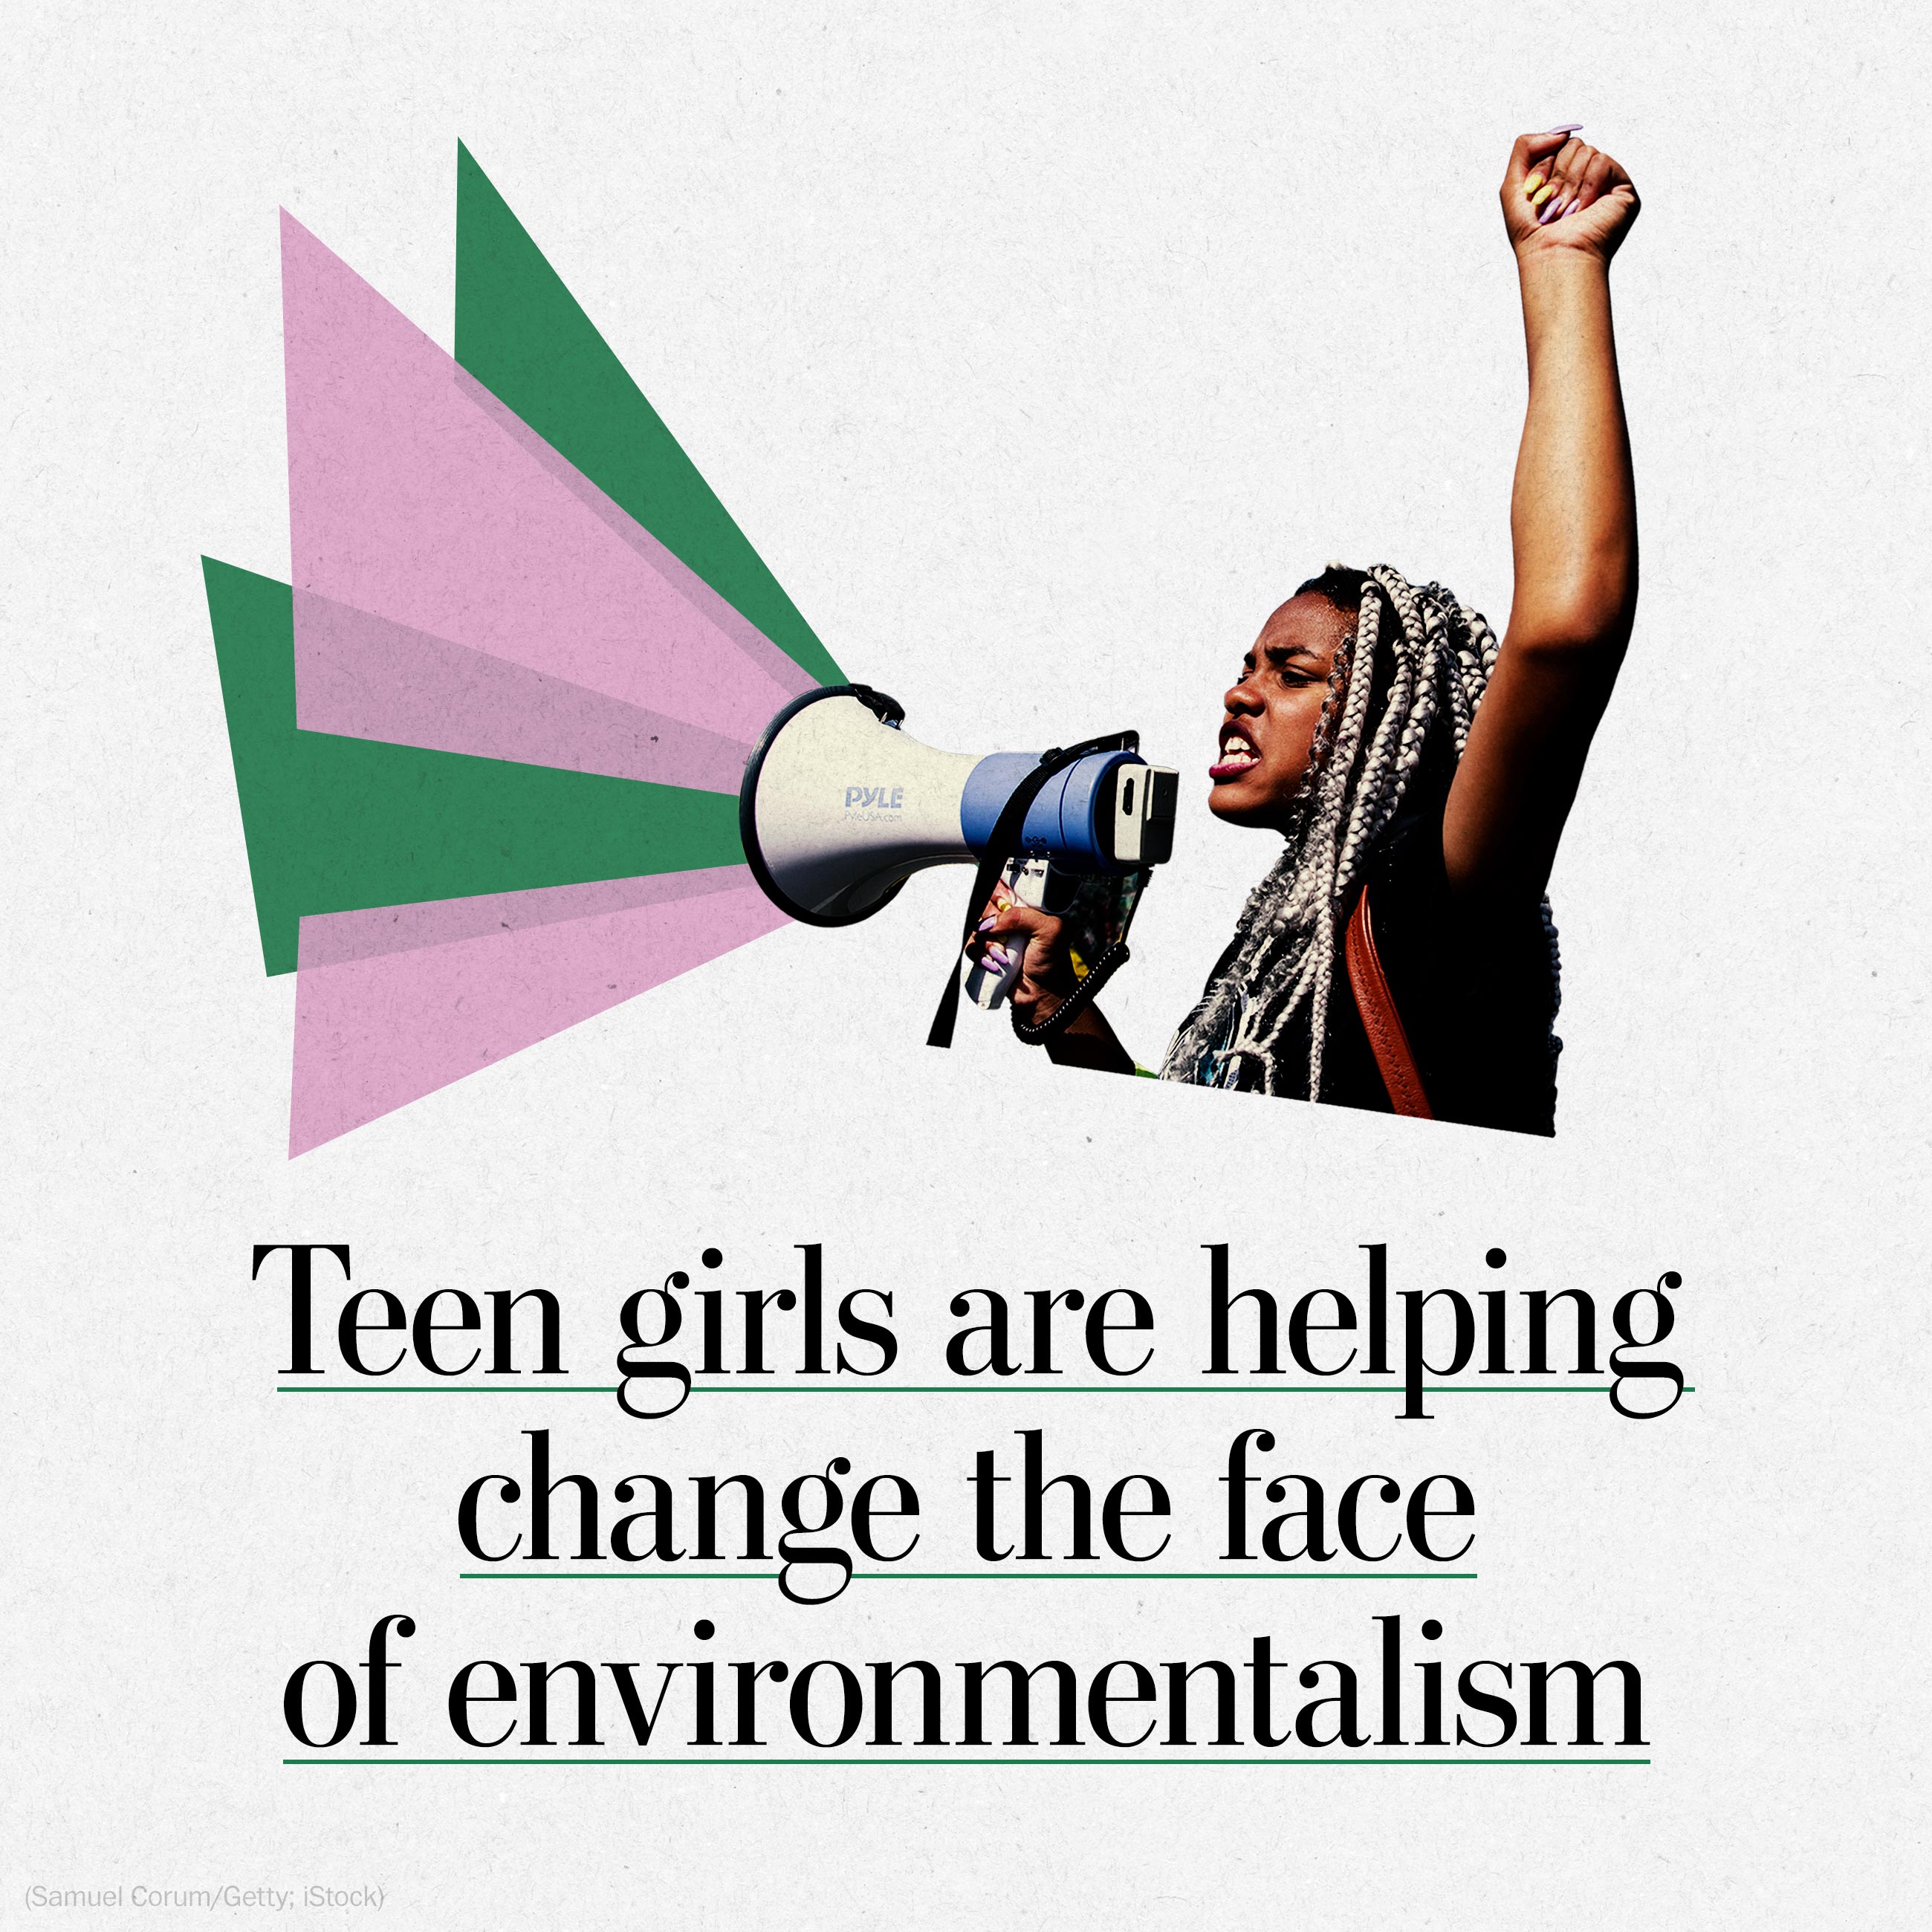 PYLE
PyleUSA.com
Teen girls are helping
change the face
of environmentalism
(Samuel Corum/Getty; iStock)